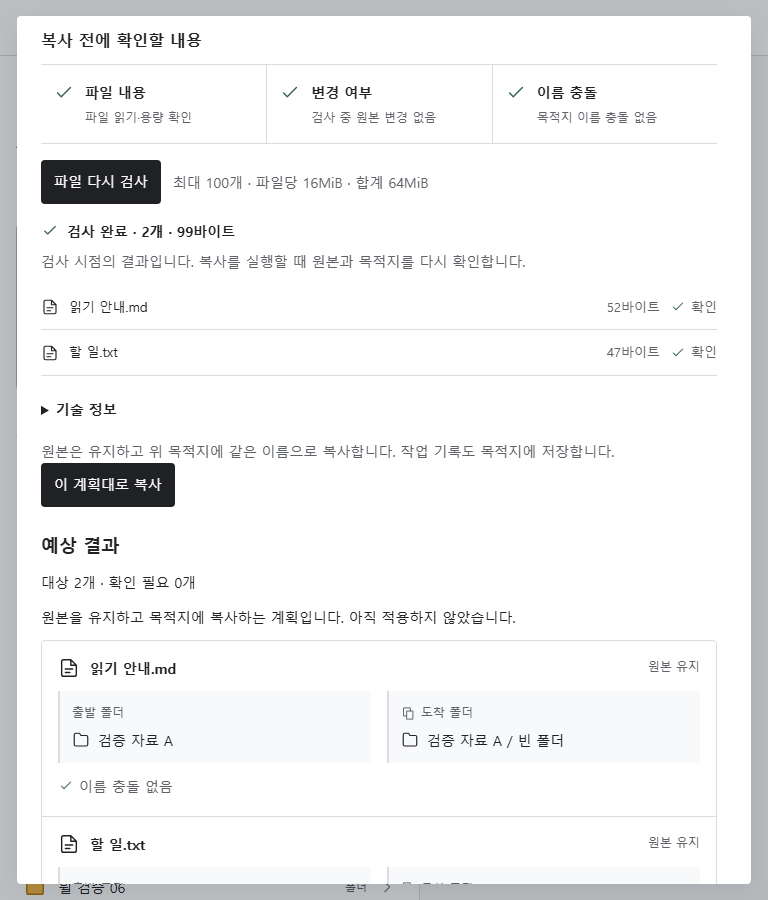 복사 전에 확인할 내용
파일 내용
파일 읽기·용량 확인
변경 여부
검사 중 원본 변경 없음
이름 충돌
목적지 이름 충돌 없음
파일 다시 검사
최대 100개 · 파일당 16MiB · 합계 64MiB
검사 완료 · 2개 · 99바이트
검사 시점의 결과입니다. 복사를 실행할 때 원본과 목적지를 다시 확인합니다.
읽기 안내.md 52바이트 확인
할 일.txt 47바이트 확인
기술 정보
원본은 유지하고 위 목적지에 같은 이름으로 복사합니다. 작업 기록도 목적지에 저장합니다.
이 계획대로 복사
예상 결과
대상 2개 · 확인 필요 0개
원본을 유지하고 목적지에 복사하는 계획입니다. 아직 적용하지 않았습니다.
읽기 안내.md 원본 유지
출발 폴더
검증 자료 A
도착 폴더
검증 자료 A / 빈 폴더
이름 충돌 없음
할 일.txt 원본 유지
검증 06 폴더